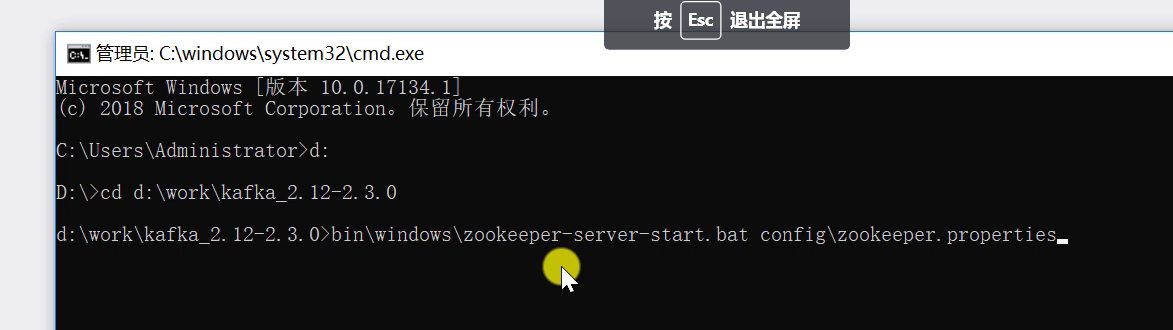 按 Esc 退出全屏
管理员: C:\windows\system32\cmd.exe
Microsoft Windows [版本 10.0.17134.1]
(c) 2018 Microsoft Corporation。保留所有权利。
C:\Users\Administrator>d:
D:\>cd d:\work\kafka_2.12-2.3.0
d:\work\kafka_2.12-2.3.0>bin\windows\zookeeper-server-start.bat config\zookeeper.properties